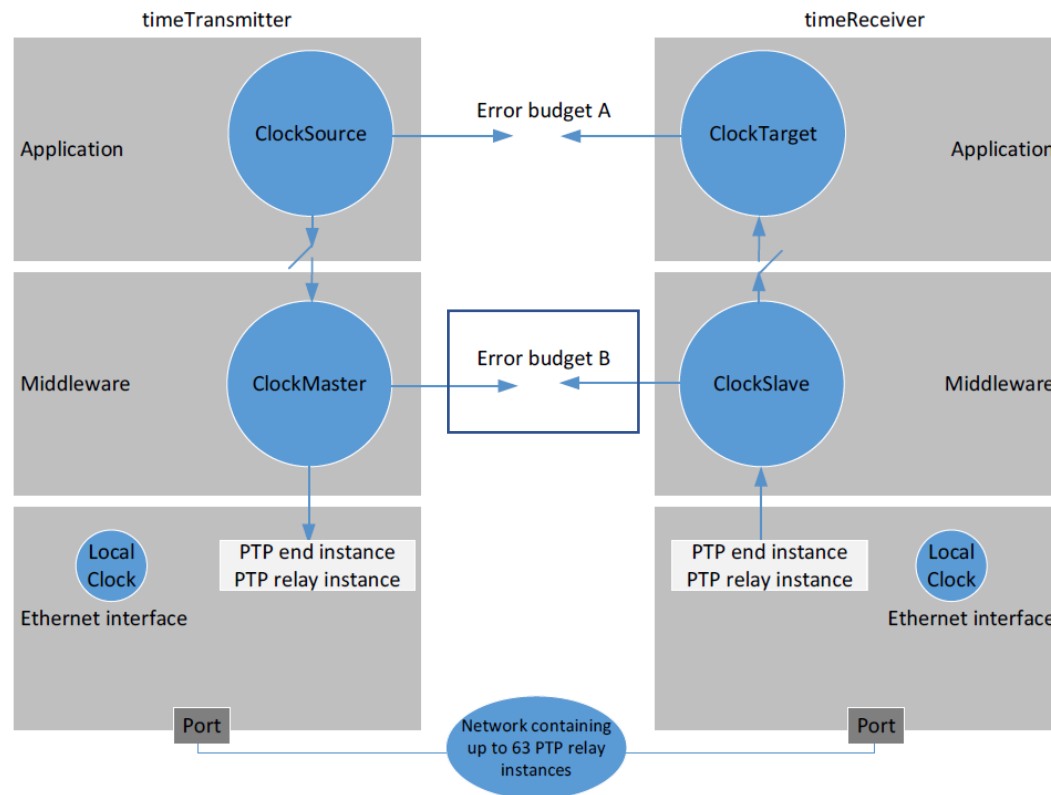 timeTransmitter
timeReceiver
ClockSource
Error budget A
ClockTarget
Application
Application
Middleware
ClockMaster
Error budget B
ClockSlave
Middleware
Local
Clock
PTP end instance
PTP relay instance
PTP end instance
PTP relay instance
Local
Clock
Ethernet interface
Ethernet interface
Port
Network containing
up to 63 PTP relay
instances
Port